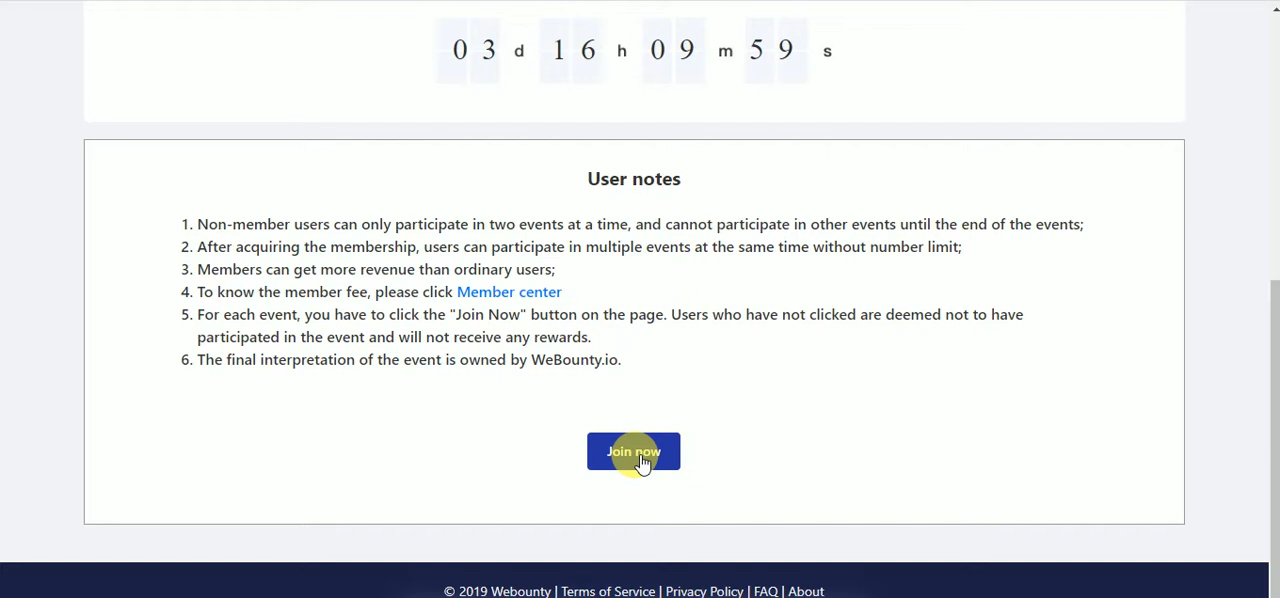 03 d 16 h 09 m 59 s
User notes
1. Non-member users can only participate in two events at a time, and cannot participate in other events until the end of the events;
2. After acquiring the membership, users can participate in multiple events at the same time without number limit;
3. Members can get more revenue than ordinary users;
4. To know the member fee, please click Member center
5. For each event, you have to click the "Join Now" button on the page. Users who have not clicked are deemed not to have
participated in the event and will not receive any rewards.
6. The final interpretation of the event is owned by WeBounty.io.
Join now
© 2019 Webounty | Terms of Service | Privacy Policy | FAQ | About